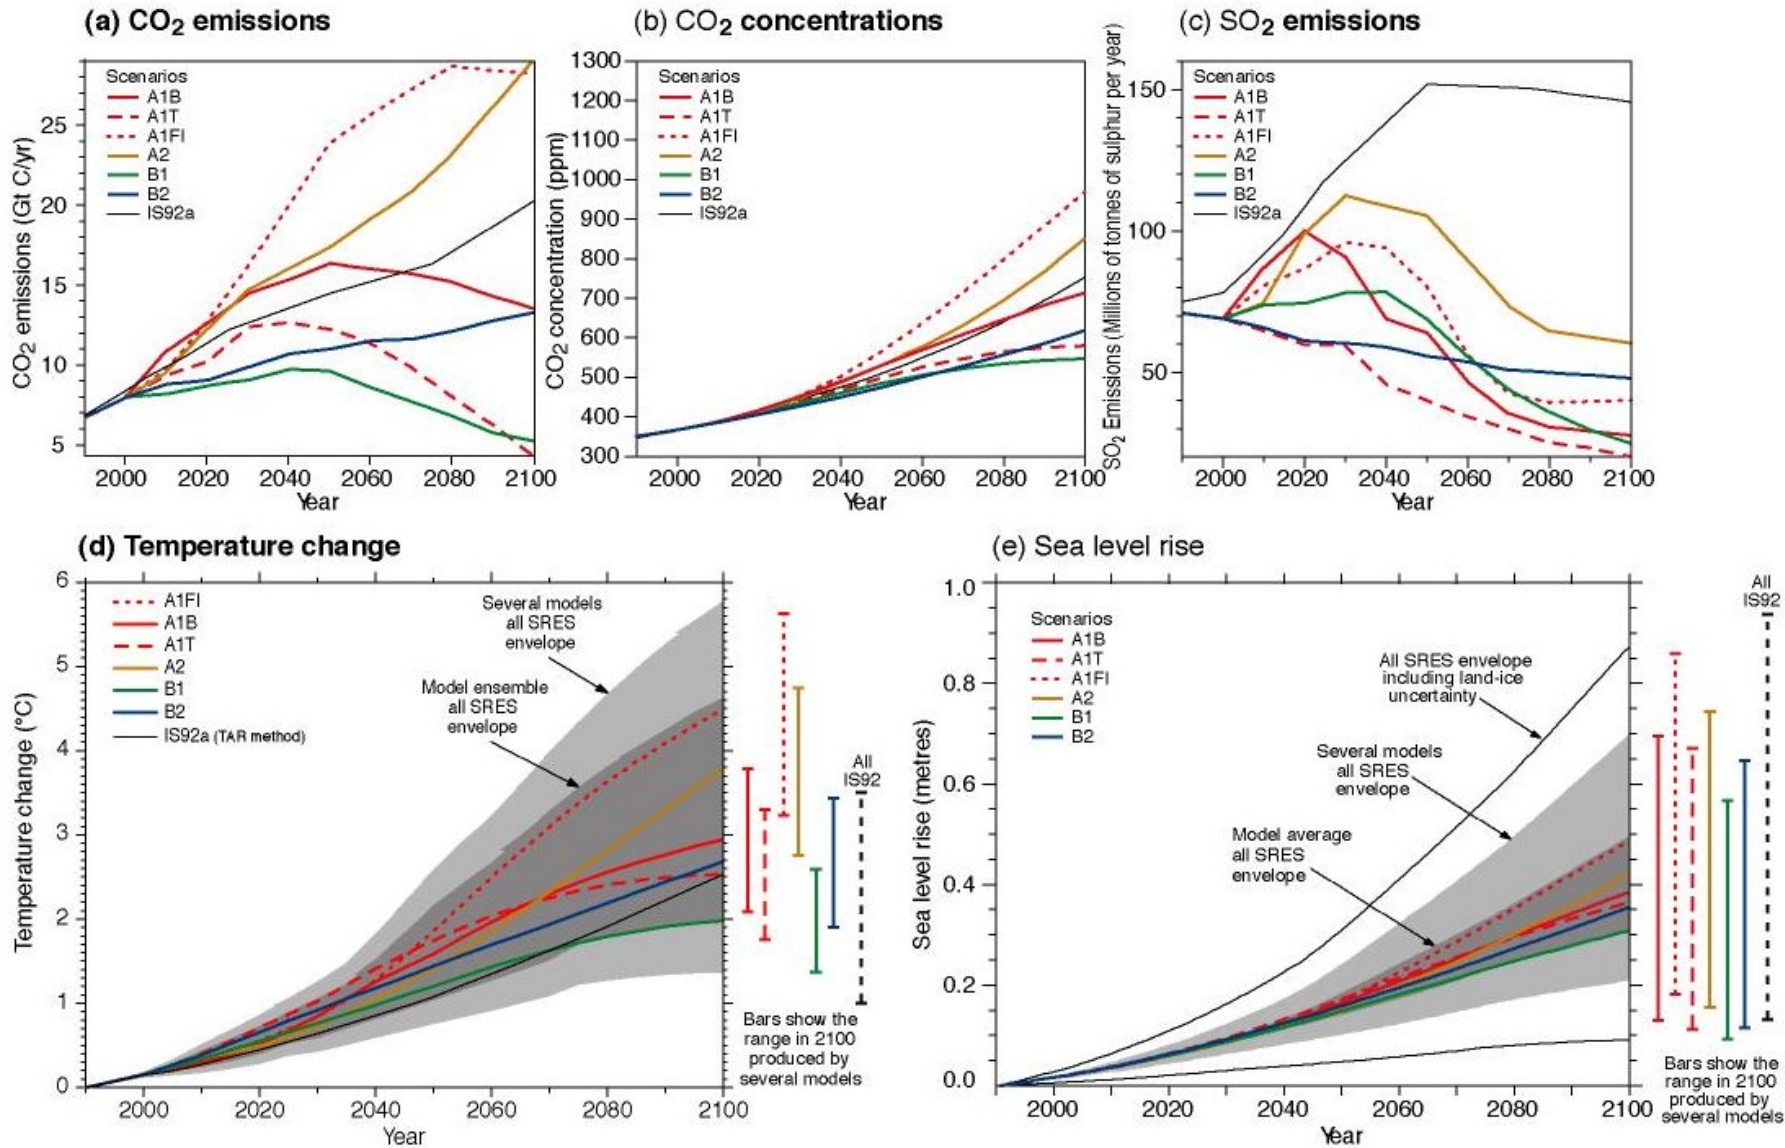 (a) CO2 emissions
Scenarios
A1B
A1T
A1FI
A2
B1
B2
IS92a
CO2 emissions (Gt C/yr)
25
20
15
10
5
2000 2020 2040 2060 2080 2100
Year
(b) CO2 concentrations
Scenarios
A1B
A1T
A1FI
A2
B1
B2
IS92a
CO2 concentration (ppm)
1300
1200
1100
1000
900
800
700
600
500
400
300
2000 2020 2040 2060 2080 2100
Year
(c) SO2 emissions
Scenarios
A1B
A1T
A1FI
A2
B1
B2
IS92a
SO2 Emissions (Millions of tonnes of sulphur per year)
150
100
50
2000 2020 2040 2060 2080 2100
Year
(d) Temperature change
A1FI
A1B
A1T
A2
B1
B2
IS92a (TAR method)
Several models
all SRES
envelope
Model ensemble
all SRES
envelope
Temperature change (°C)
6
5
4
3
2
1
0
2000 2020 2040 2060 2080 2100
Year
All
IS92
Bars show the
range in 2100
produced by
several models
(e) Sea level rise
Scenarios
A1B
A1T
A1FI
A2
B1
B2
All SRES envelope
including land-ice
uncertainty
Several models
all SRES
envelope
Model average
all SRES
envelope
Sea level rise (metres)
1.0
0.8
0.6
0.4
0.2
0.0
2000 2020 2040 2060 2080 2100
Year
All
IS92
Bars show the
range in 2100
produced by
several models